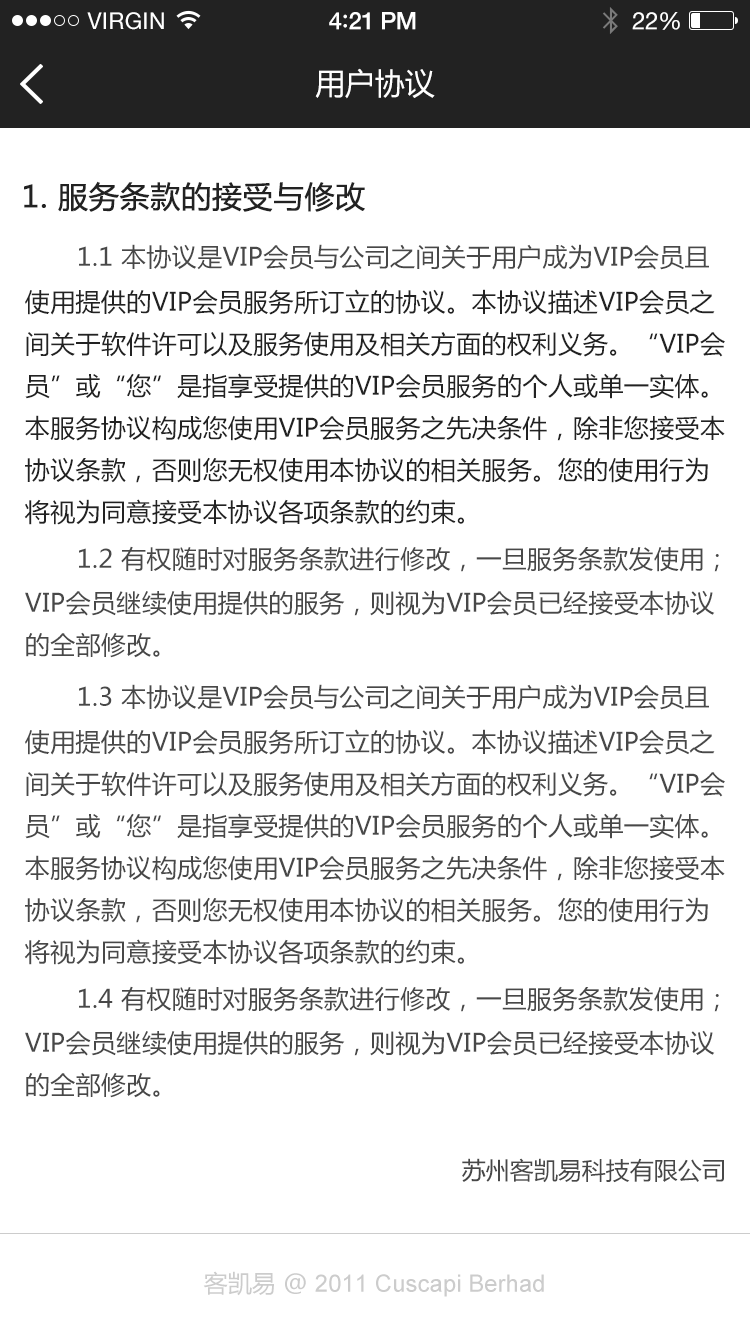 VIRGIN 4:21 PM 22%
用户协议
1. 服务条款的接受与修改
1.1 本协议是VIP会员与公司之间关于用户成为VIP会员且
使用提供的VIP会员服务所订立的协议。本协议描述VIP会员之
间关于软件许可以及服务使用及相关方面的权利义务。“VIP会
员”或“您”是指享受提供的VIP会员服务的个人或单一实体。
本服务协议构成您使用VIP会员服务之先决条件，除非您接受本
协议条款，否则您无权使用本协议的相关服务。您的使用行为
将视为同意接受本协议各项条款的约束。
1.2 有权随时对服务条款进行修改，一旦服务条款发使用；
VIP会员继续使用提供的服务，则视为VIP会员已经接受本协议
的全部修改。
1.3 本协议是VIP会员与公司之间关于用户成为VIP会员且
使用提供的VIP会员服务所订立的协议。本协议描述VIP会员之
间关于软件许可以及服务使用及相关方面的权利义务。“VIP会
员”或“您”是指享受提供的VIP会员服务的个人或单一实体。
本服务协议构成您使用VIP会员服务之先决条件，除非您接受本
协议条款，否则您无权使用本协议的相关服务。您的使用行为
将视为同意接受本协议各项条款的约束。
1.4 有权随时对服务条款进行修改，一旦服务条款发使用；
VIP会员继续使用提供的服务，则视为VIP会员已经接受本协议
的全部修改。
苏州客凯易科技有限公司
客凯易 @ 2011 Cuscapi Berhad